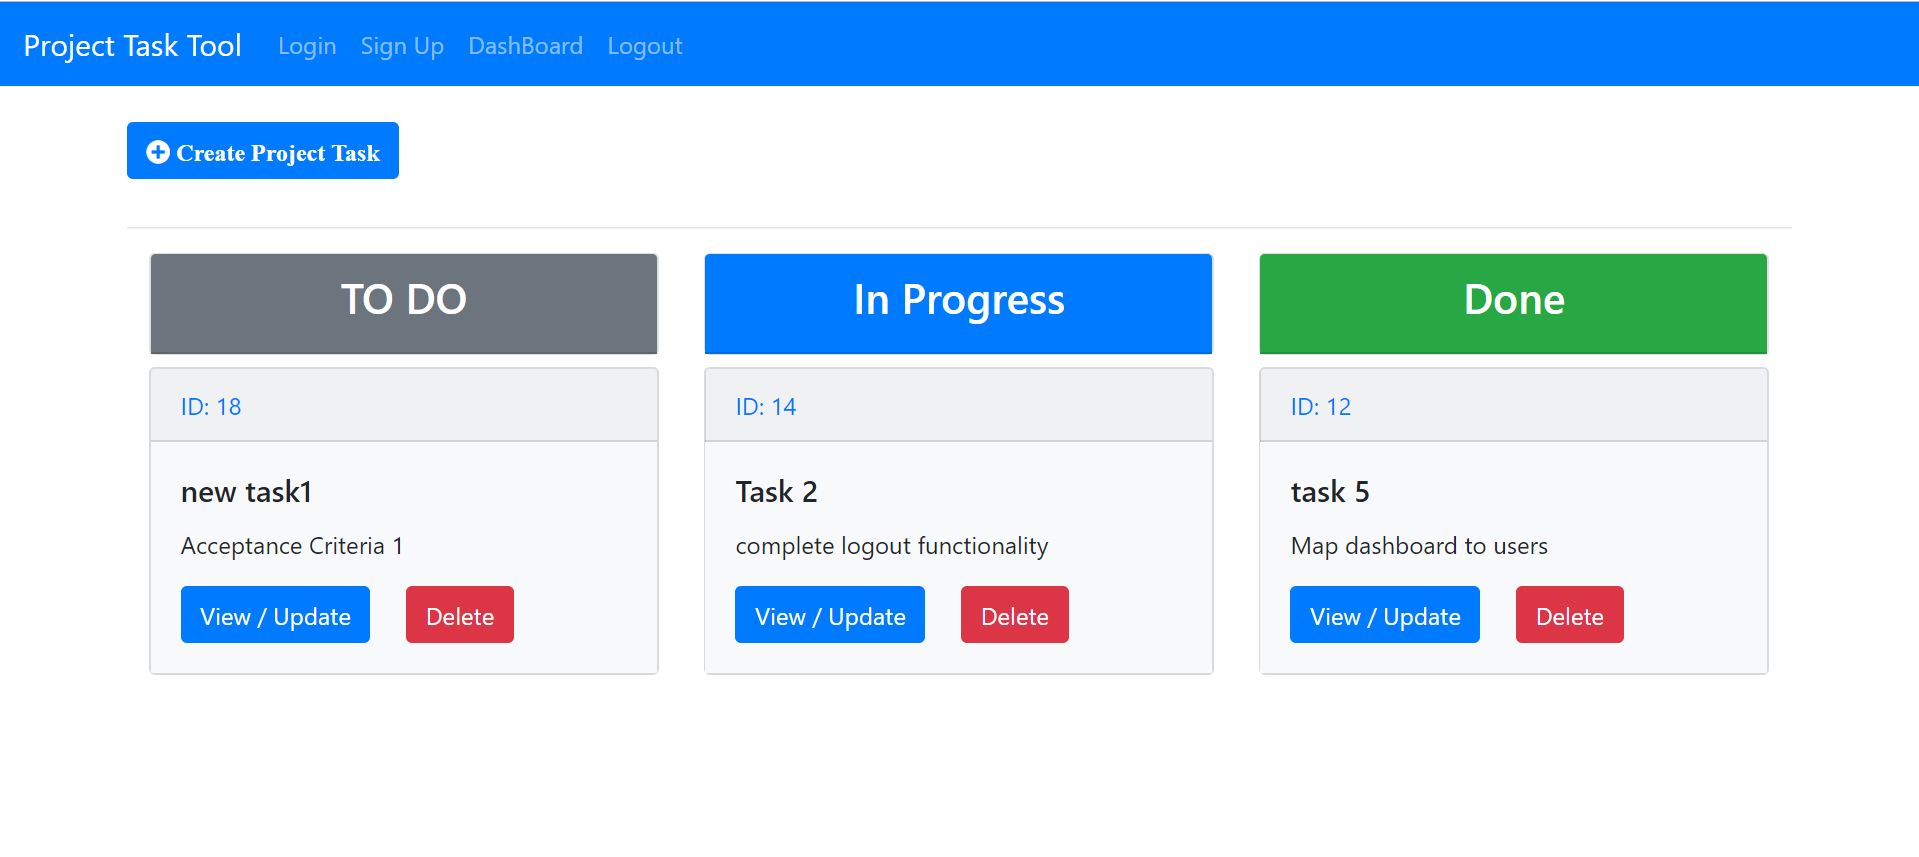 Project Task Tool Login Sign Up DashBoard Logout
Create Project Task
TO DO
ID: 18
new task1
Acceptance Criteria 1
View / Update Delete
In Progress
ID: 14
Task 2
complete logout functionality
View / Update Delete
Done
ID: 12
task 5
Map dashboard to users
View / Update Delete